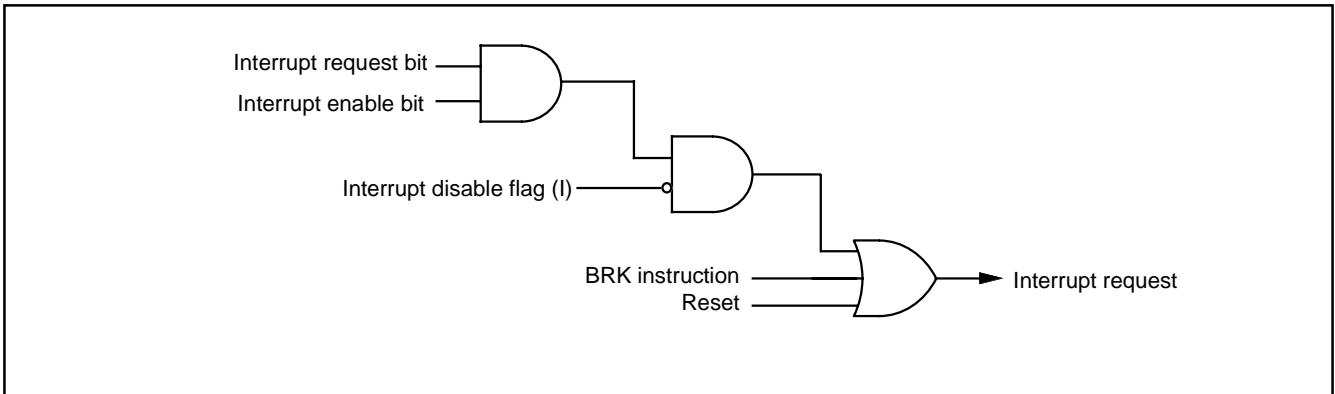 Interrupt request bit
Interrupt enable bit
Interrupt disable flag (I)
BRK instruction
Reset
Interrupt request